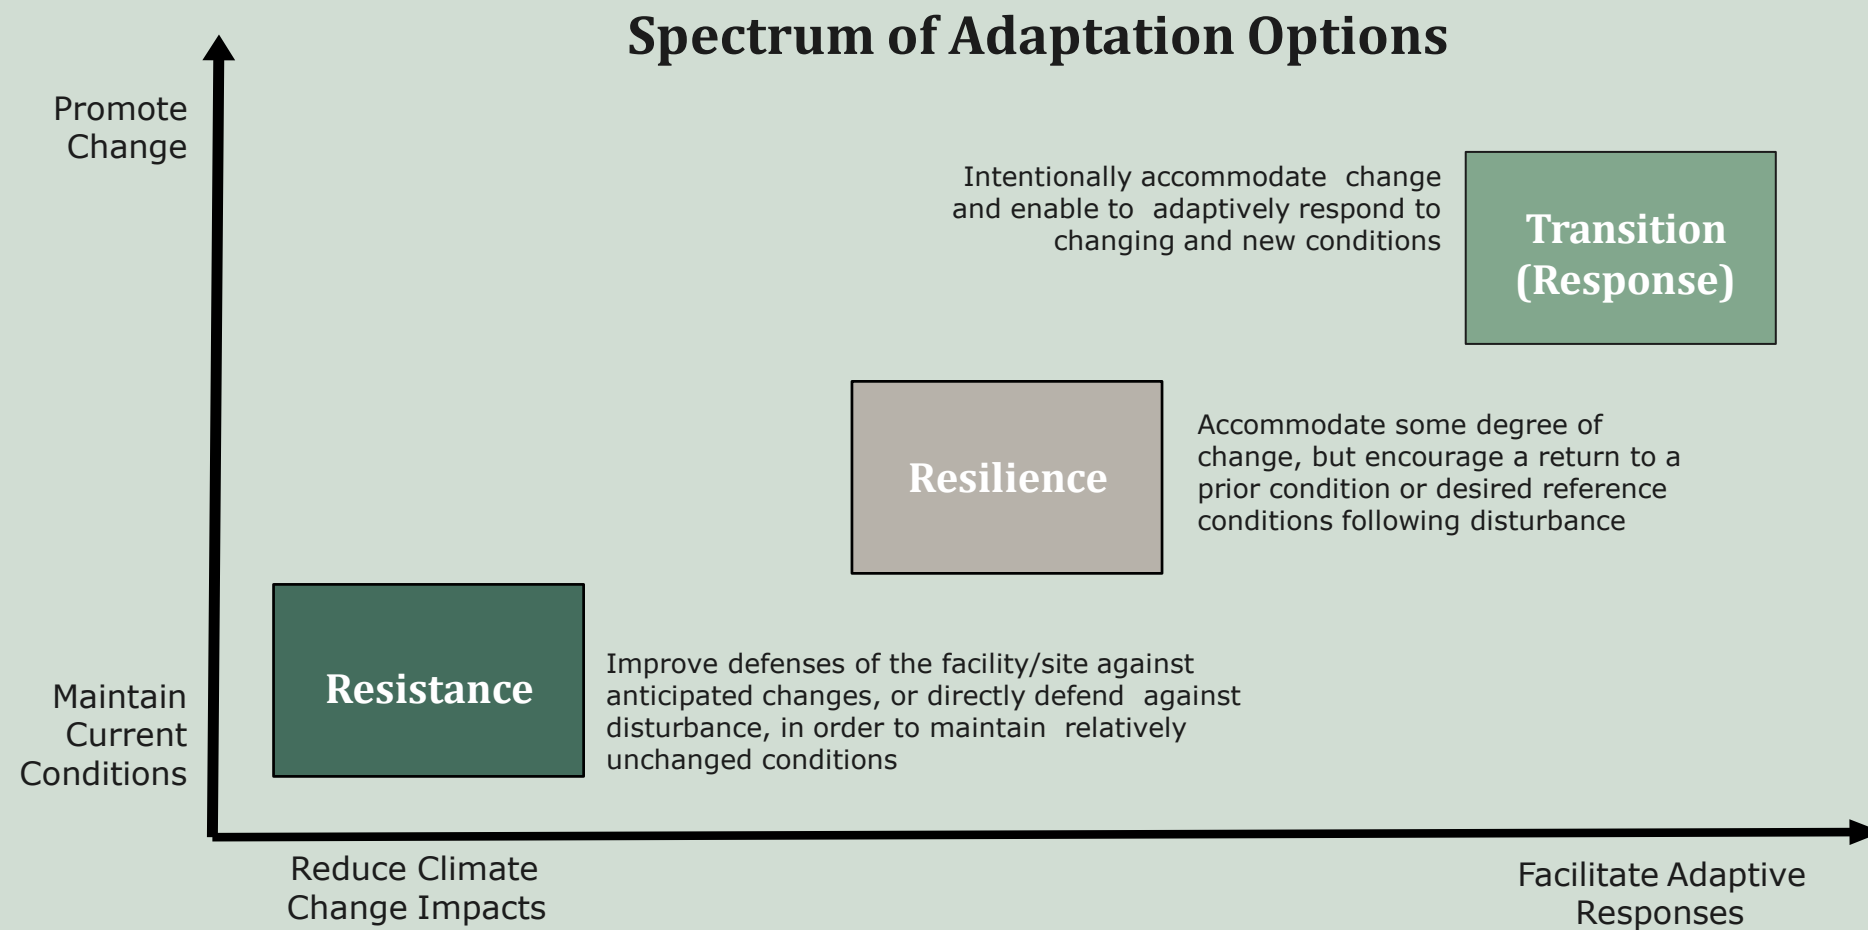 Spectrum of Adaptation Options
Promote
Change
Intentionally accommodate  change
and enable to  adaptively respond to
changing and new conditions
Transition
(Response)
Resilience
Accommodate some degree of
change, but encourage a return to a
prior condition or desired reference
conditions following disturbance
Maintain
Current
Conditions
Resistance
Improve defenses of the facility/site against
anticipated changes, or directly defend  against
disturbance, in order to maintain  relatively
unchanged conditions
Reduce Climate
Change Impacts
Facilitate Adaptive
Responses